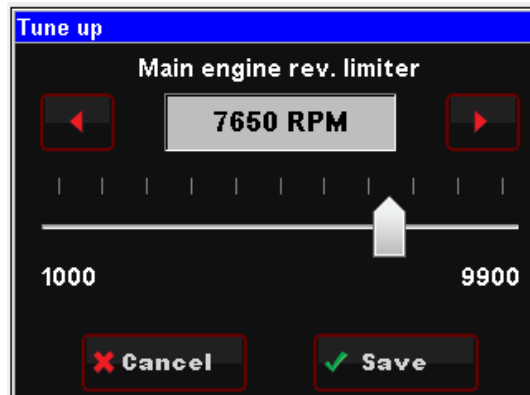 Tune up
Main engine rev. limiter
7650 RPM
1000 9900
Cancel Save